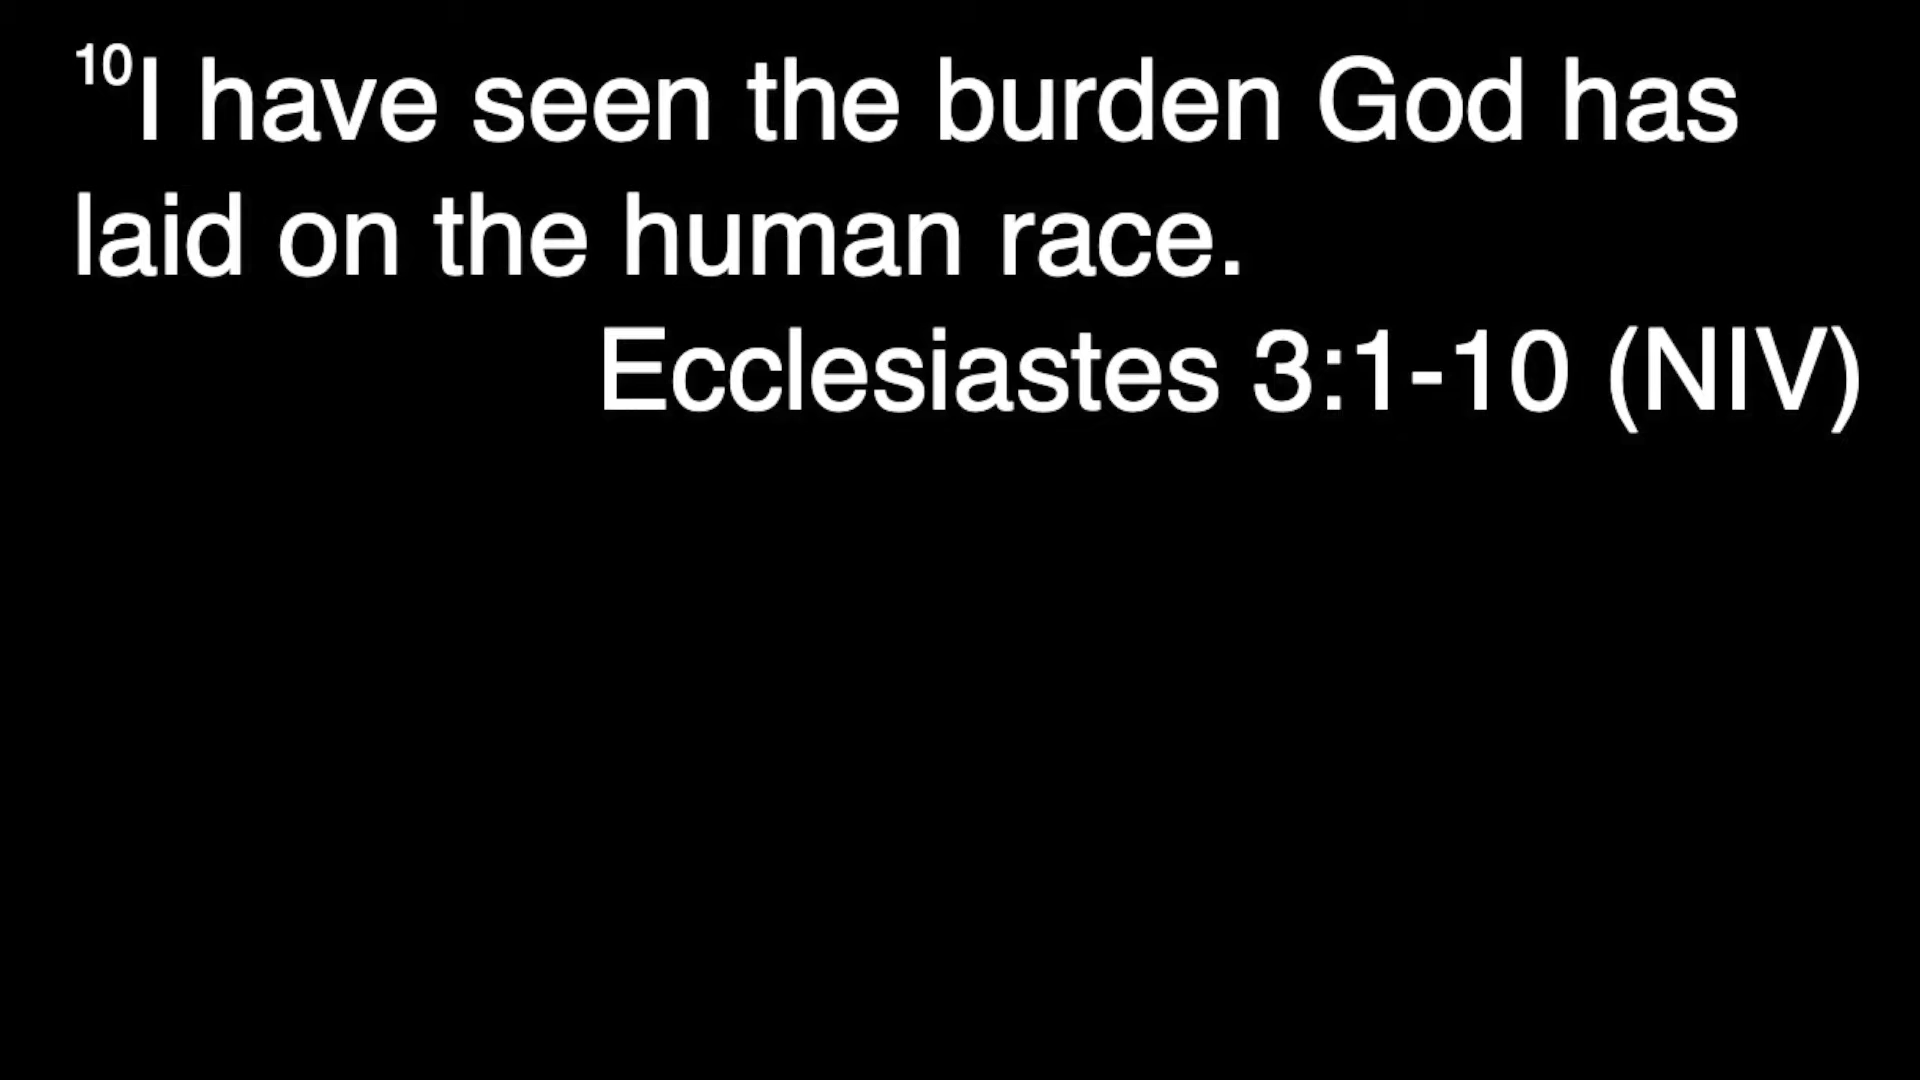 10I have seen the burden God has
laid on the human race.
Ecclesiastes 3:1-10 (NIV)